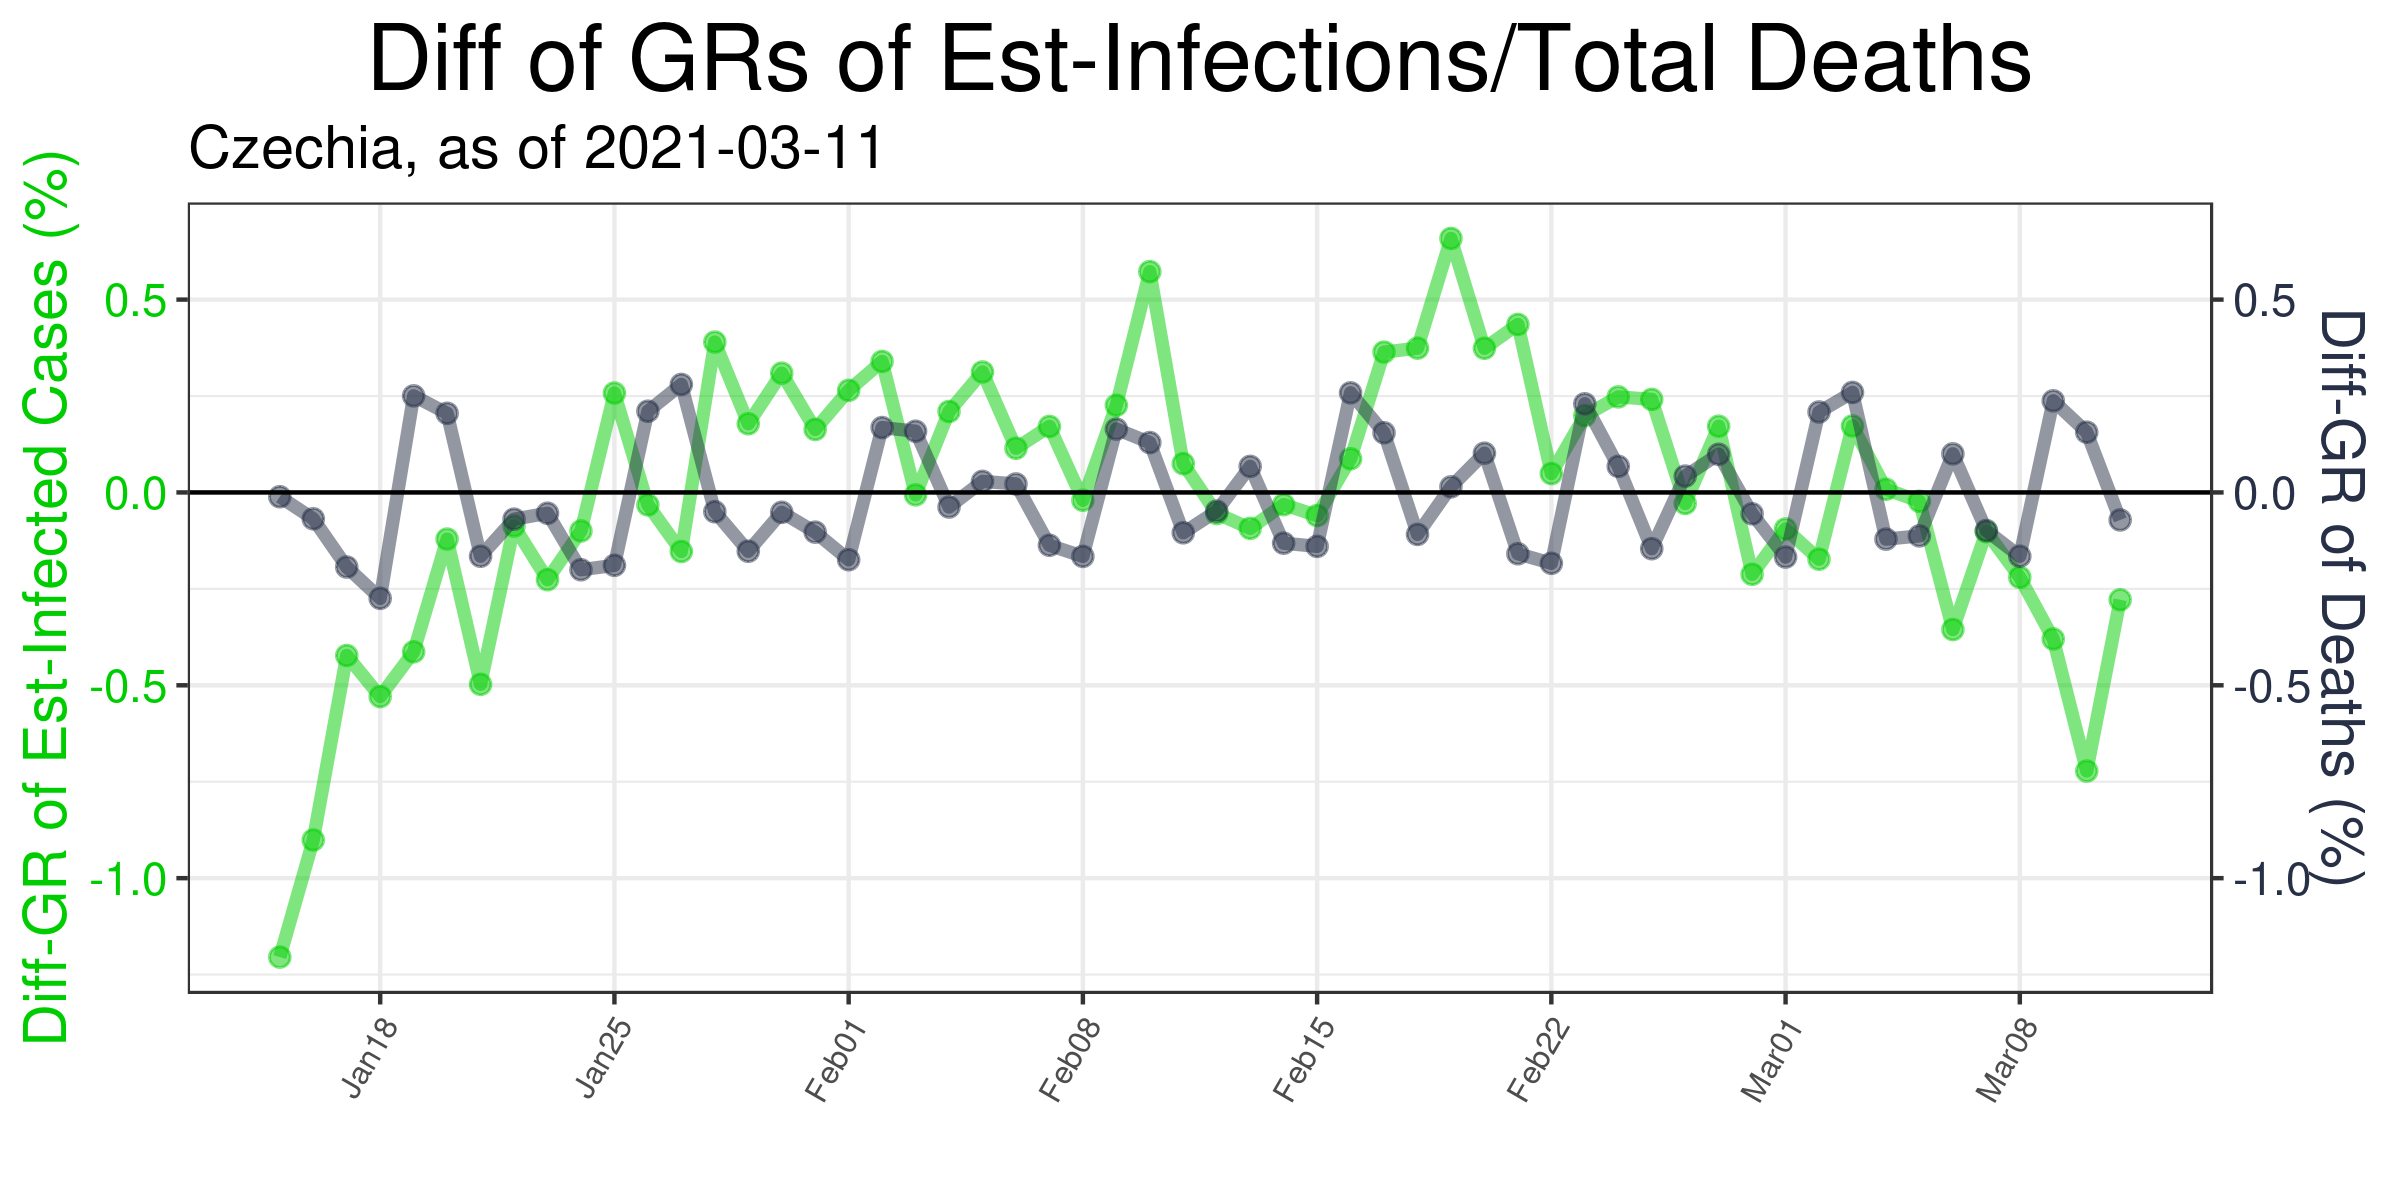 Diff of GRs of Est-Infections/Total Deaths
Czechia, as of 2021-03-11
Diff-GR of Est-Infected Cases (%)
0.5
0.0
-0.5
-1.0
0.5
0.0
-0.5
-1.0
Diff-GR of Deaths (%)
Jan18
Jan25
Feb01
Feb08
Feb15
Feb22
Mar01
Mar08